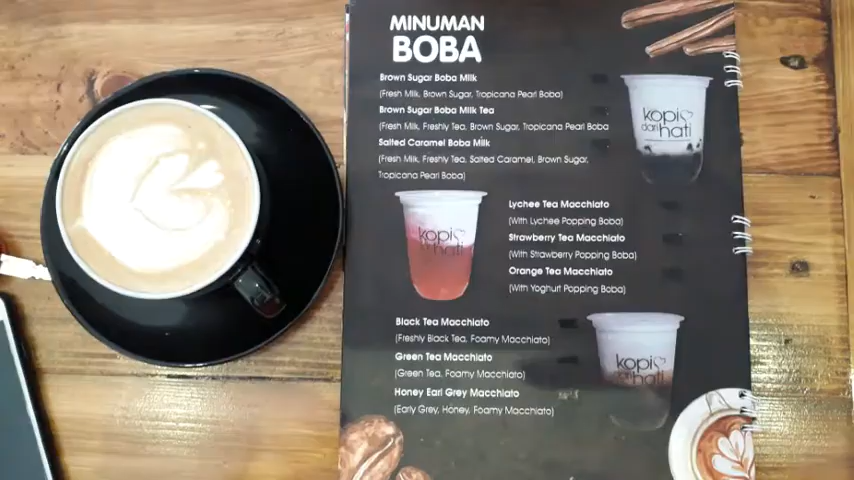 MINUMAN
BOBA
Brown Sugar Boba Milk
(Fresh Milk, Brown Sugar, Tropicana Pearl Boba)
Brown Sugar Boba Milk Tea
(Fresh Milk, Freshly Tea, Brown Sugar, Tropicana Pearl Boba
Salted Caramel Boba Milk
(Fresh Milk, Freshly Tea, Salted Caramel, Brown Sugar,
Tropicana Pearl Boba)
kopi
dari hati
Lychee Tea Macchiato
(With Lychee Popping Boba)
Strawberry Tea Macchiato
(With Strawberry Popping Boba)
Orange Tea Macchiato
(With Yoghurt Popping Boba)
kopi
dari hati
Black Tea Macchiato
(Freshly Black Tea, Foamy Macchiato)
Green Tea Macchiato
(Green Tea, Foamy Macchiato)
Honey Earl Grey Macchiato
(Early Grey, Honey, Foamy Macchiato)
kopi
dari hati